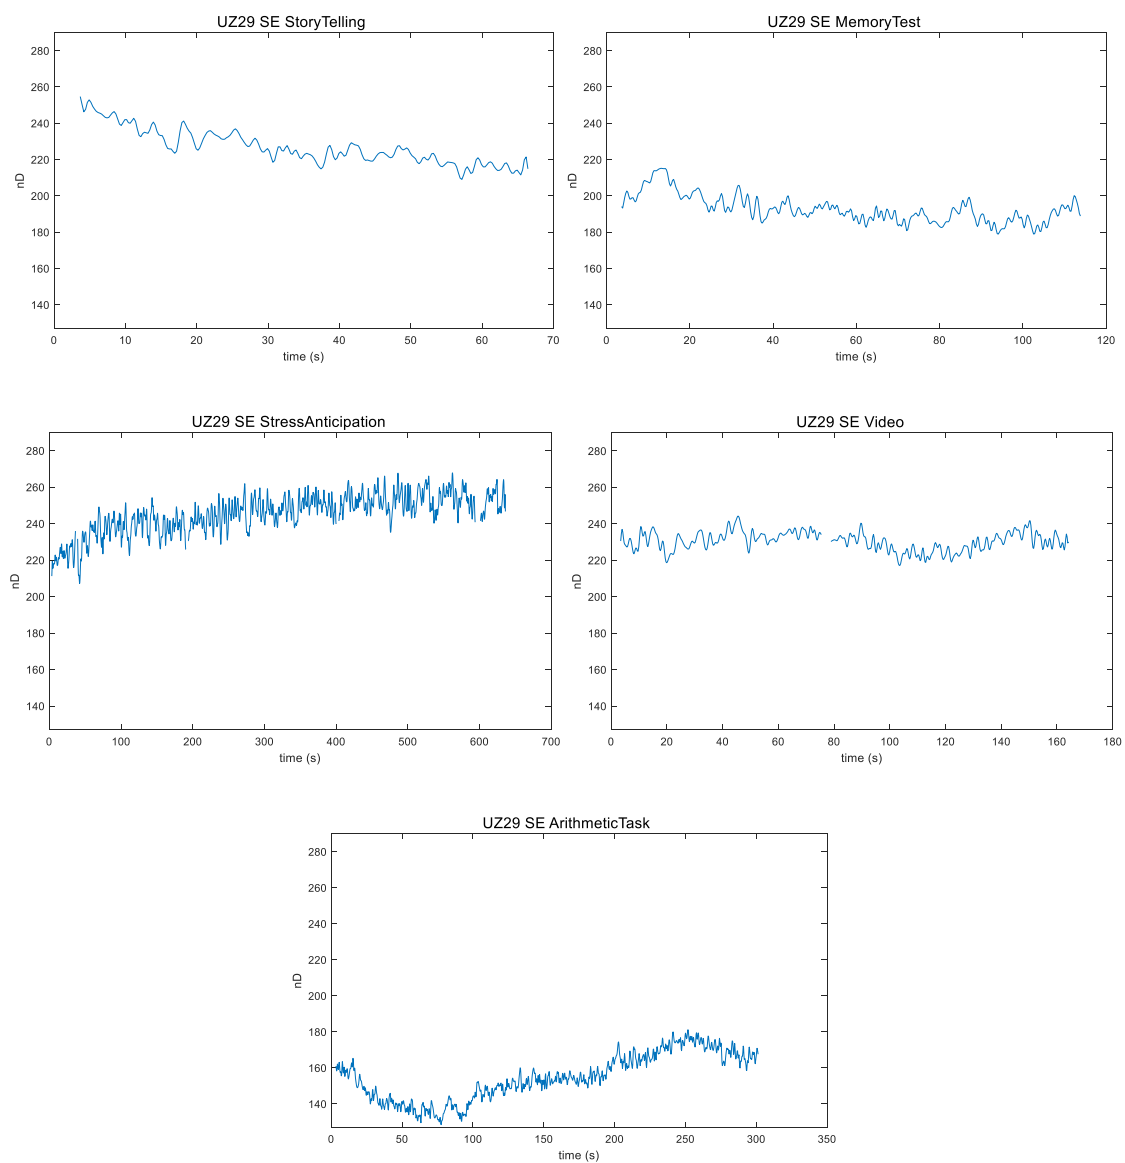 UZ29 SE StoryTelling
280
260
240
220
200
180
160
140
nD
0 10 20 30 40 50 60 70
time (s)
UZ29 SE MemoryTest
280
260
240
220
200
180
160
140
nD
0 20 40 60 80 100 120
time (s)
UZ29 SE StressAnticipation
280
260
240
220
200
180
160
140
nD
0 100 200 300 400 500 600 700
time (s)
UZ29 SE Video
280
260
240
220
200
180
160
140
nD
0 20 40 60 80 100 120 140 160 180
time (s)
UZ29 SE ArithmeticTask
280
260
240
220
200
180
160
140
nD
0 50 100 150 200 250 300 350
time (s)